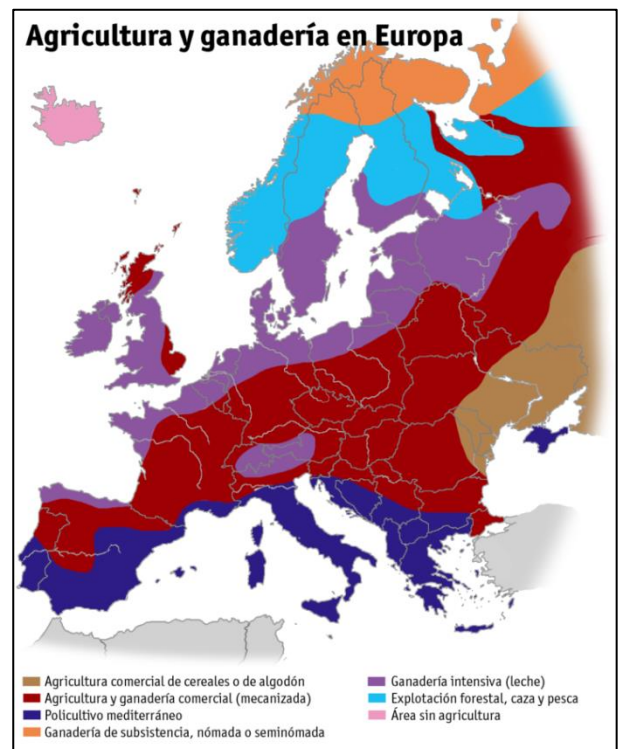 Agricultura y ganadería en Europa
Agricultura comercial de cereales o de algodón
Agricultura y ganadería comercial (mecanizada)
Policultivo mediterráneo
Ganadería de subsistencia, nómada o seminómada
Ganadería intensiva (leche)
Explotación forestal, caza y pesca
Área sin agricultura